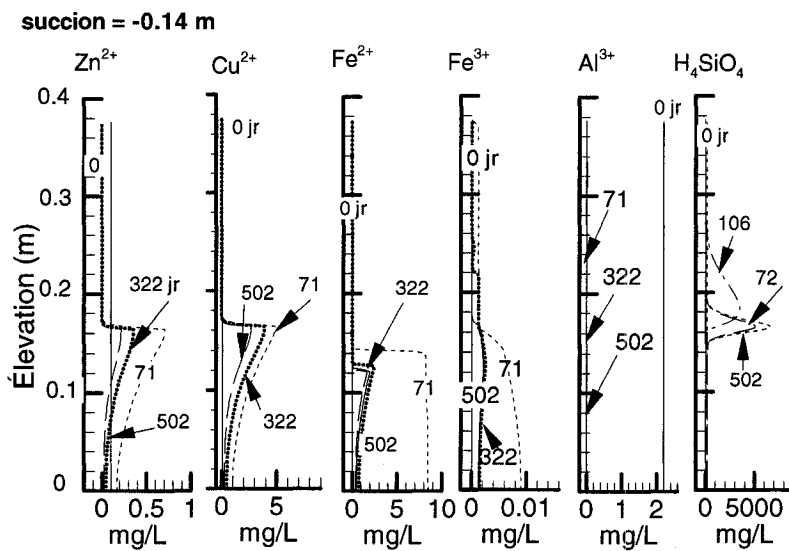 succion = -0.14 m
Zn²⁺ Cu²⁺ Fe²⁺ Fe³⁺ Al³⁺ H₄SiO₄
Élevation (m)
0.4
0.3
0.2
0.1
0
0
322 jr
71
502
0 0.5 1
mg/L
0 jr
502
71
322
0 5
mg/L
0 jr
322
71
502
0 5 10
mg/L
0 jr
71
502
322
0 0.01
mg/L
0 jr
71
322
502
0 2
mg/L
0 jr
106
72
502
0 5000
mg/L